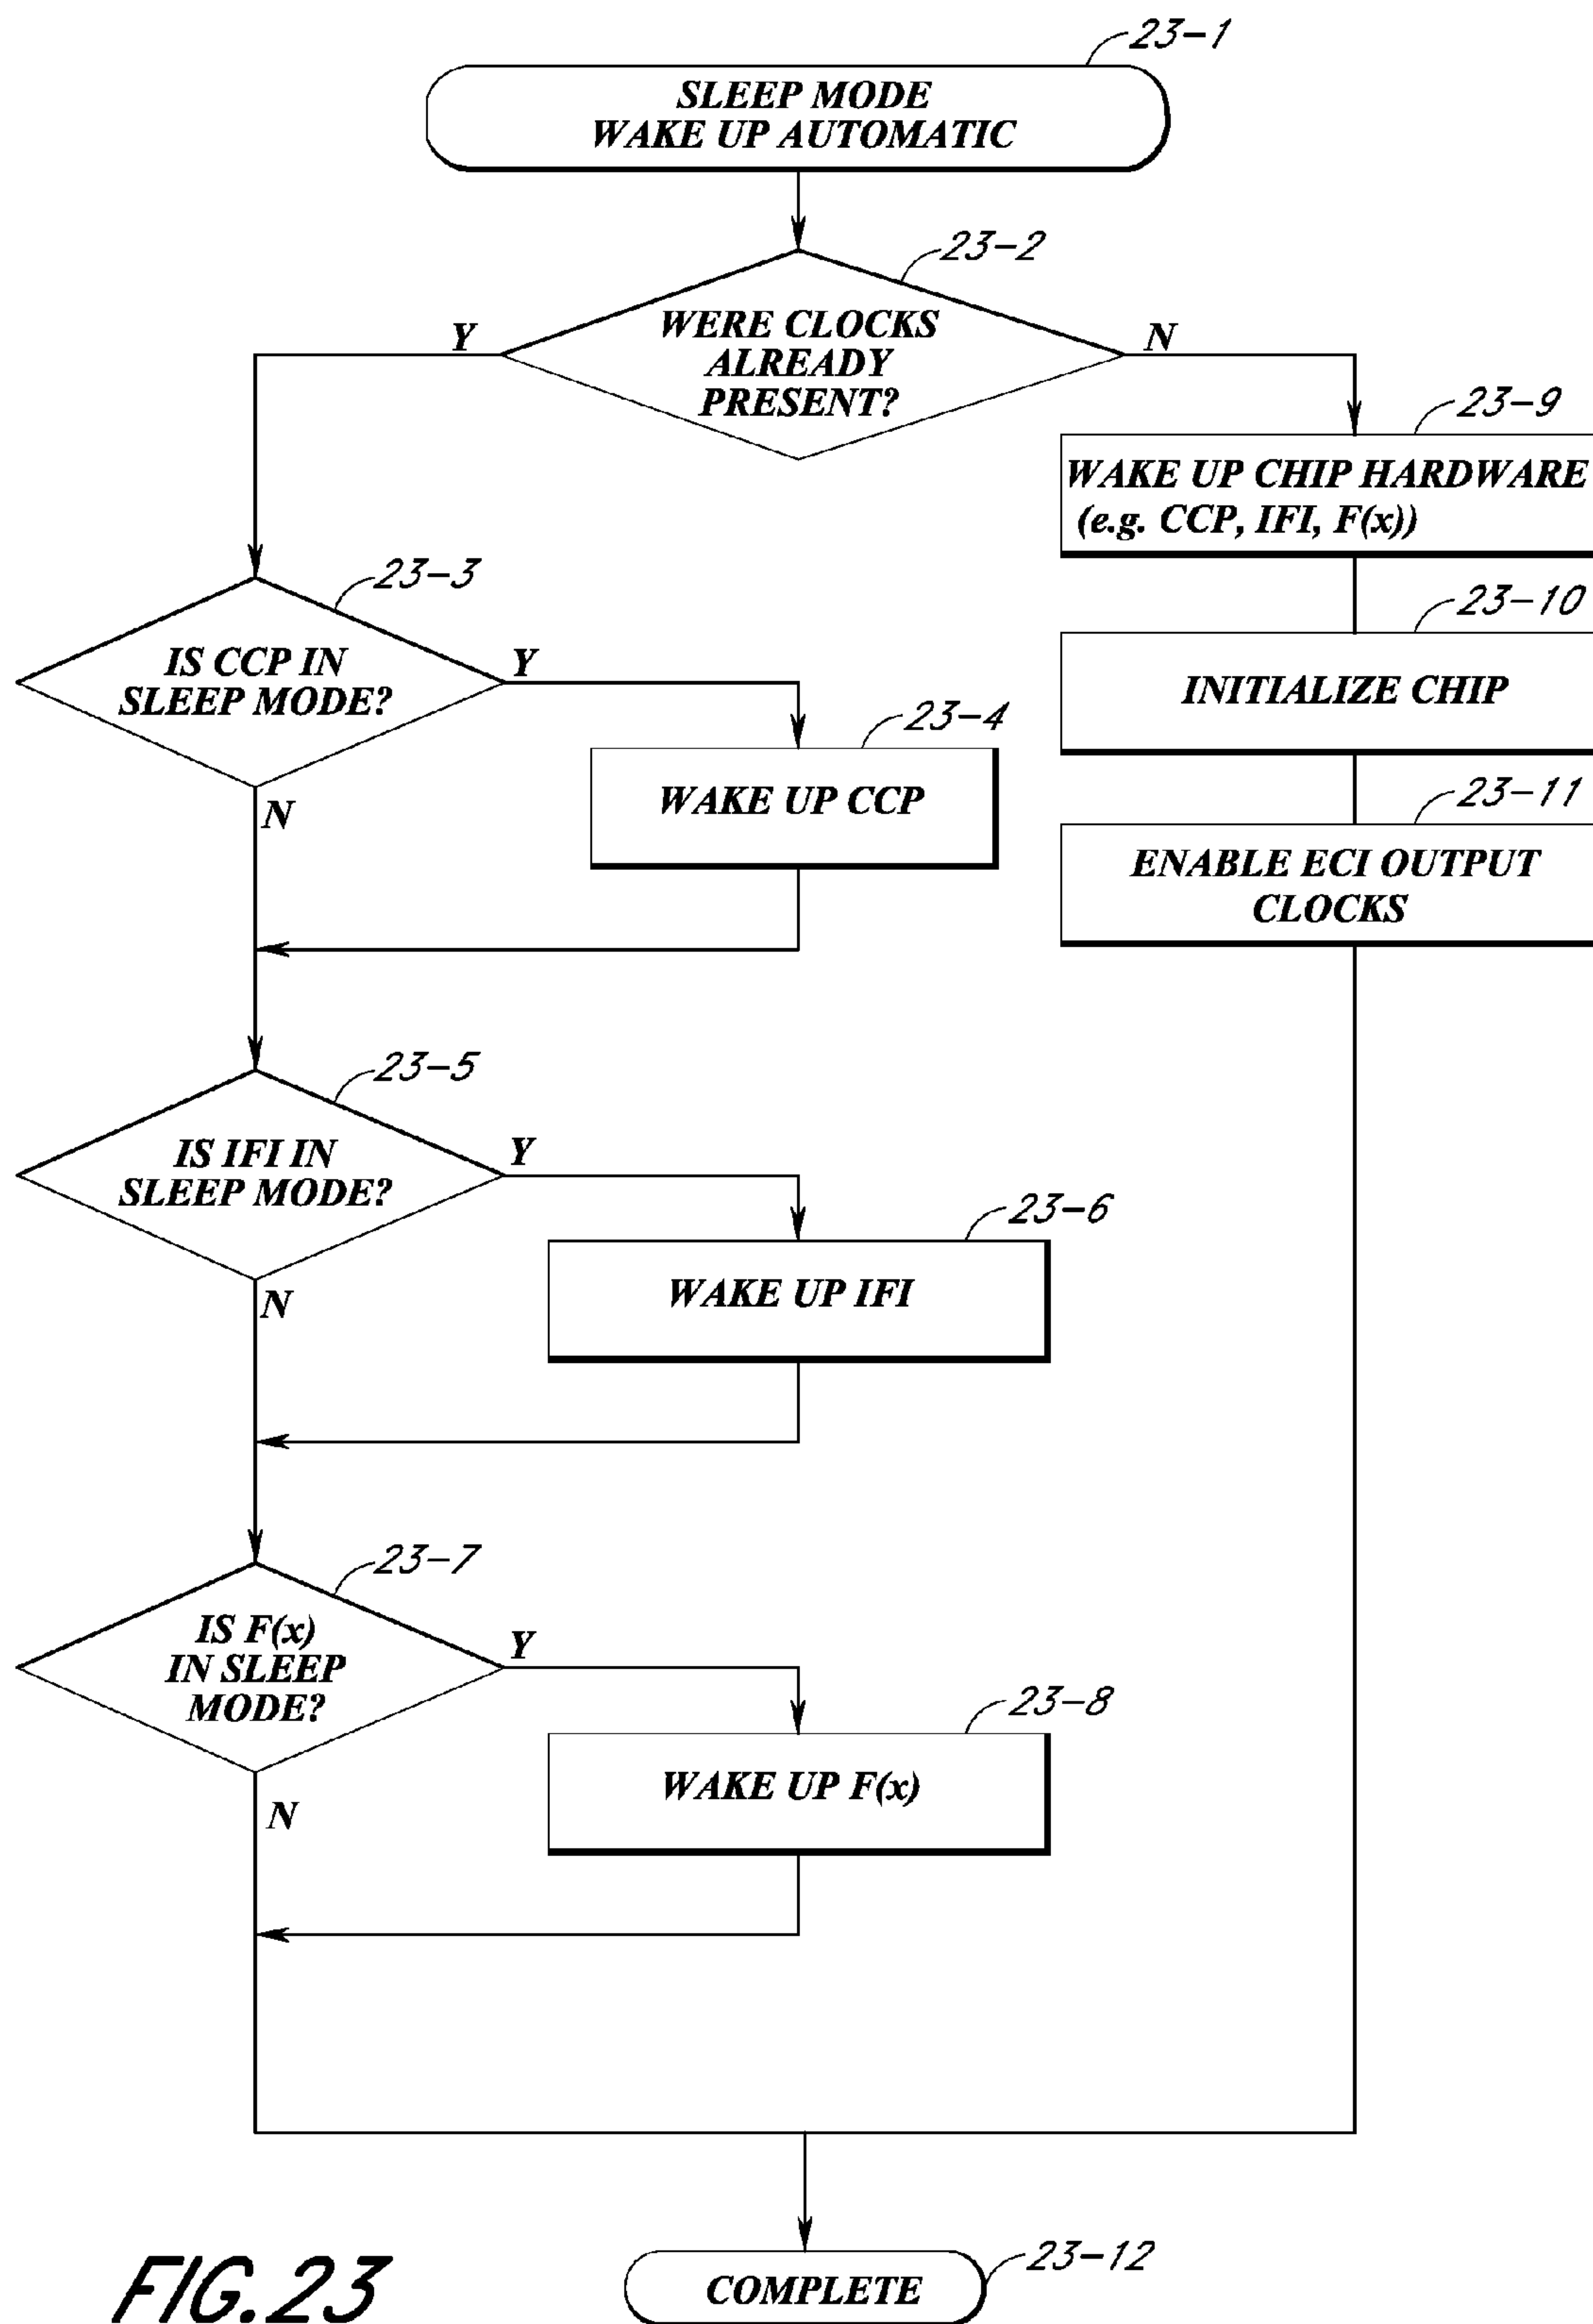 23-1
SLEEP MODE
WAKE UP AUTOMATIC
23-2
WERE CLOCKS
ALREADY
PRESENT?
Y
N
23-9
WAKE UP CHIP HARDWARE
(e.g. CCP, IFI, F(x))
23-10
INITIALIZE CHIP
23-11
ENABLE ECI OUTPUT
CLOCKS
23-3
IS CCP IN
SLEEP MODE?
Y
N
23-4
WAKE UP CCP
23-5
IS IFI IN
SLEEP MODE?
Y
N
23-6
WAKE UP IFI
23-7
IS F(x)
IN SLEEP
MODE?
Y
N
23-8
WAKE UP F(x)
23-12
COMPLETE
FIG.23